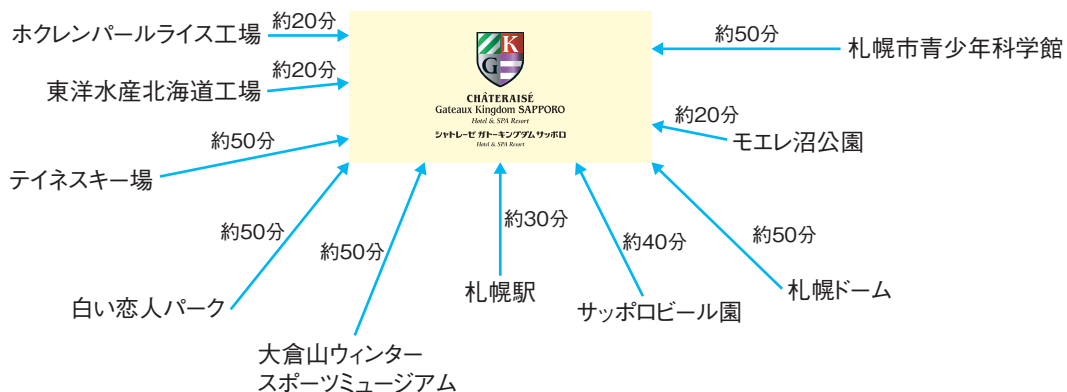 ホクレンパールライス工場
約20分
K
G
CHÂTERAISÉ
Gateaux Kingdom SAPPORO
Hotel & SPA Resort
シャトレーゼ ガトーキングダム サッポロ
Hotel & SPA Resort
約50分
札幌市青少年科学館
東洋水産北海道工場
約20分
約20分
モエレ沼公園
テイネスキー場
約50分
白い恋人パーク
約50分
大倉山ウィンター
スポーツミュージアム
約50分
札幌駅
約30分
サッポロビール園
約40分
札幌ドーム
約50分